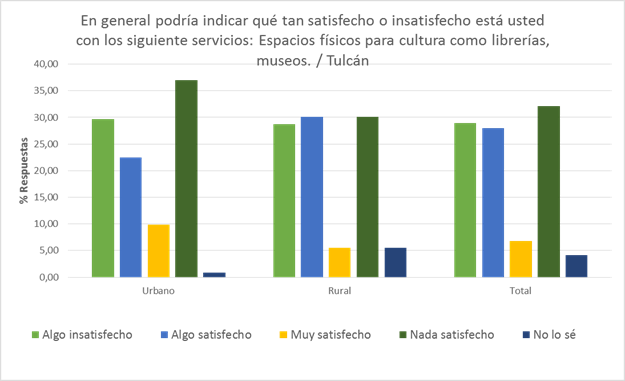 En general podría indicar qué tan satisfecho o insatisfecho está usted
con los siguiente servicios: Espacios físicos para cultura como librerías,
museos. / Tulcán
% Respuestas
40,00
35,00
30,00
25,00
20,00
15,00
10,00
5,00
0,00
Urbano Rural Total
Algo insatisfecho Algo satisfecho Muy satisfecho Nada satisfecho No lo sé